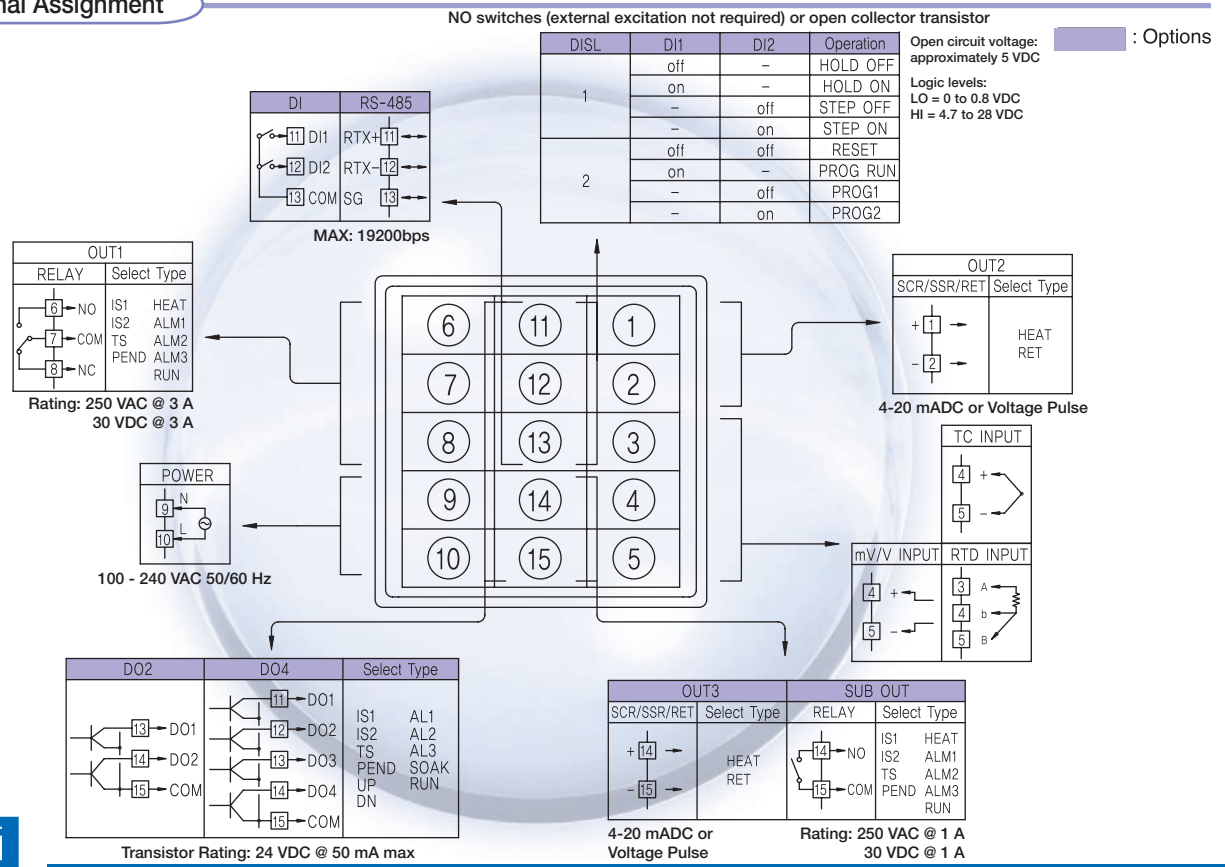 nal Assignment
NO switches (external excitation not required) or open collector transistor
DISL DI1 DI2 Operation
1 off – HOLD OFF
on – HOLD ON
– off STEP OFF
– on STEP ON
2 off off RESET
on – PROG RUN
– off PROG1
– on PROG2
Open circuit voltage:
approximately 5 VDC
Logic levels:
LO = 0 to 0.8 VDC
HI = 4.7 to 28 VDC
: Options
DI RS-485
11 DI1 RTX+ 11
12 DI2 RTX- 12
13 COM SG 13
MAX: 19200bps
OUT1
RELAY Select Type
6 NO IS1 HEAT
IS2 ALM1
7 COM TS ALM2
PEND ALM3
8 NC RUN
Rating: 250 VAC @ 3 A
30 VDC @ 3 A
6 11 1
7 12 2
8 13 3
9 14 4
10 15 5
OUT2
SCR/SSR/RET Select Type
+ 1 HEAT
- 2 RET
4-20 mADC or Voltage Pulse
POWER
9 N
10 L
100 - 240 VAC 50/60 Hz
TC INPUT
4 +
5 -
mV/V INPUT RTD INPUT
4 + 3 A
4 b
5 - 5 B
DO2 DO4 Select Type
13 DO1
14 DO2
15 COM
11 DO1
12 DO2
13 DO3
14 DO4
15 COM
IS1 AL1
IS2 AL2
TS AL3
PEND SOAK
UP RUN
DN
Transistor Rating: 24 VDC @ 50 mA max
OUT3 SUB OUT
SCR/SSR/RET Select Type RELAY Select Type
+ 14 HEAT
- 15 RET
14 NO
15 COM
IS1 HEAT
IS2 ALM1
TS ALM2
PEND ALM3
RUN
4-20 mADC or
Voltage Pulse
Rating: 250 VAC @ 1 A
30 VDC @ 1 A
i